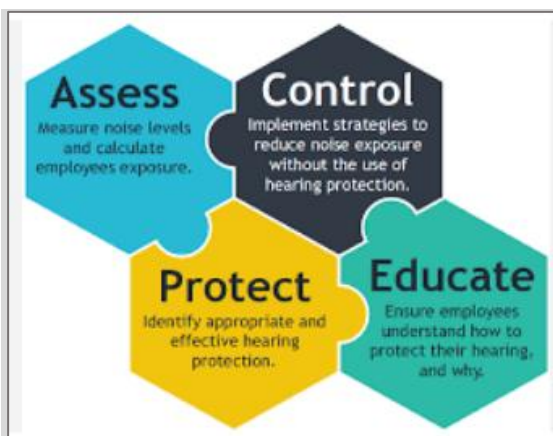 Assess
Measure noise levels
and calculate
employees exposure.
Control
Implement strategies to
reduce noise exposure
without the use of
hearing protection.
Protect
Identify appropriate and
effective hearing
protection.
Educate
Ensure employees
understand how to
protect their hearing,
and why.